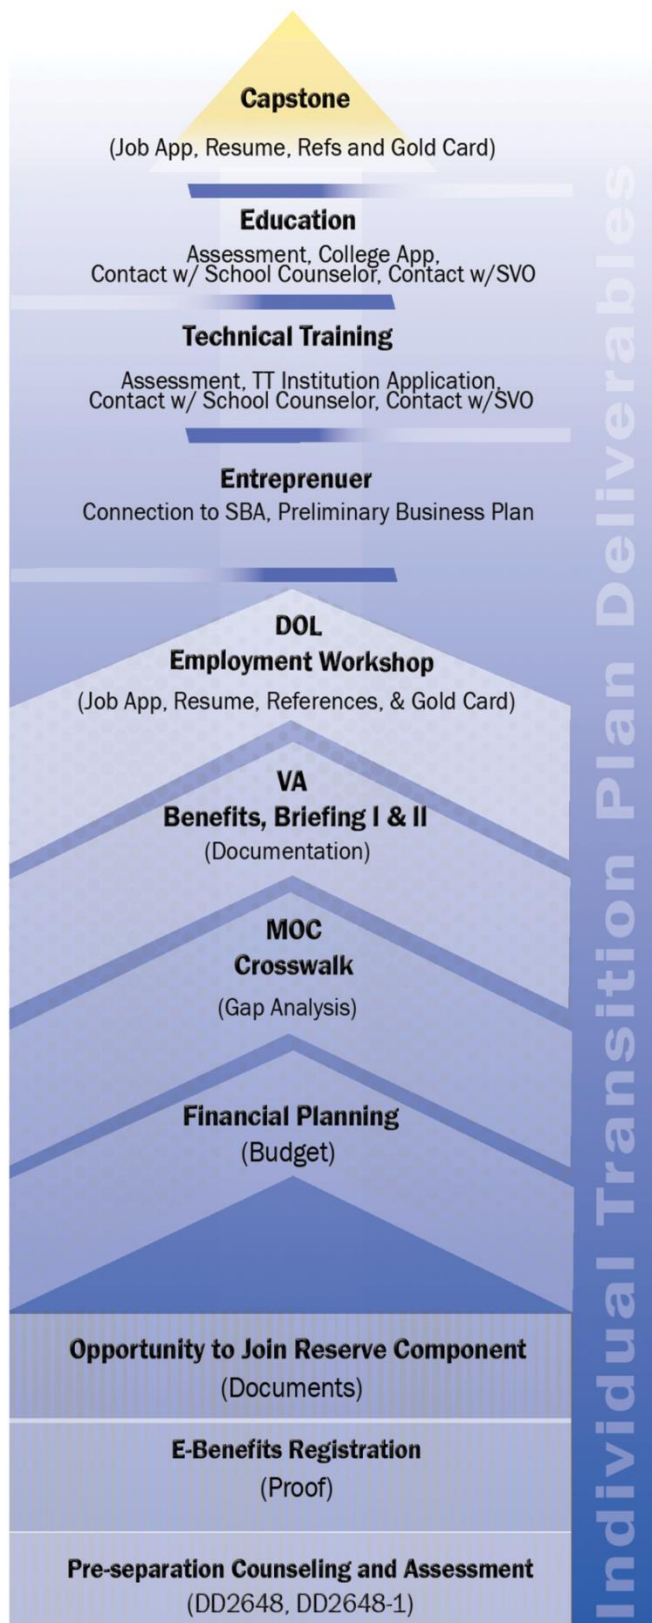 Capstone
(Job App, Resume, Refs and Gold Card)
Education
Assessment, College App,
Contact w/ School Counselor, Contact w/SVO
Technical Training
Assessment, TT Institution Application,
Contact w/ School Counselor, Contact w/SVO
Entreprenuer
Connection to SBA, Preliminary Business Plan
DOL
Employment Workshop
(Job App, Resume, References, & Gold Card)
VA
Benefits, Briefing I & II
(Documentation)
MOC
Crosswalk
(Gap Analysis)
Financial Planning
(Budget)
Opportunity to Join Reserve Component
(Documents)
E-Benefits Registration
(Proof)
Pre-separation Counseling and Assessment
(DD2648, DD2648-1)
Individual Transition Plan Deliverables